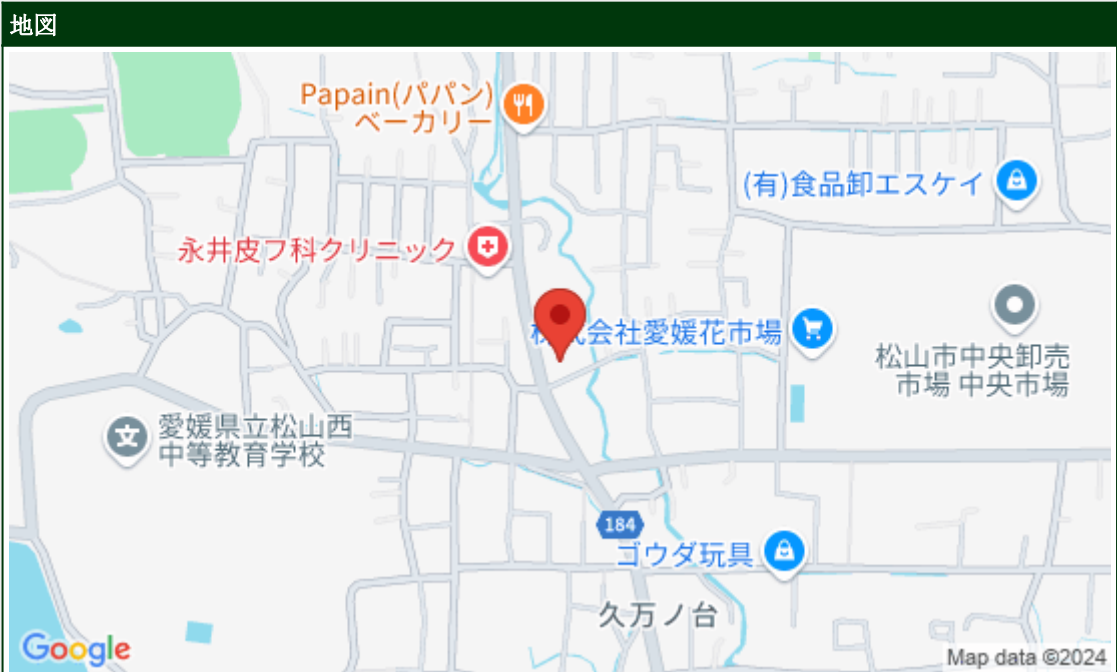 地図
Papain(パパン)
ベーカリー
(有)食品卸エスケイ
永井皮フ科クリニック
会社愛媛花市場
松山市中央卸売
市場 中央市場
愛媛県立松山西
中等教育学校
184
ゴウダ玩具
久万ノ台
Google
Map data ©2024